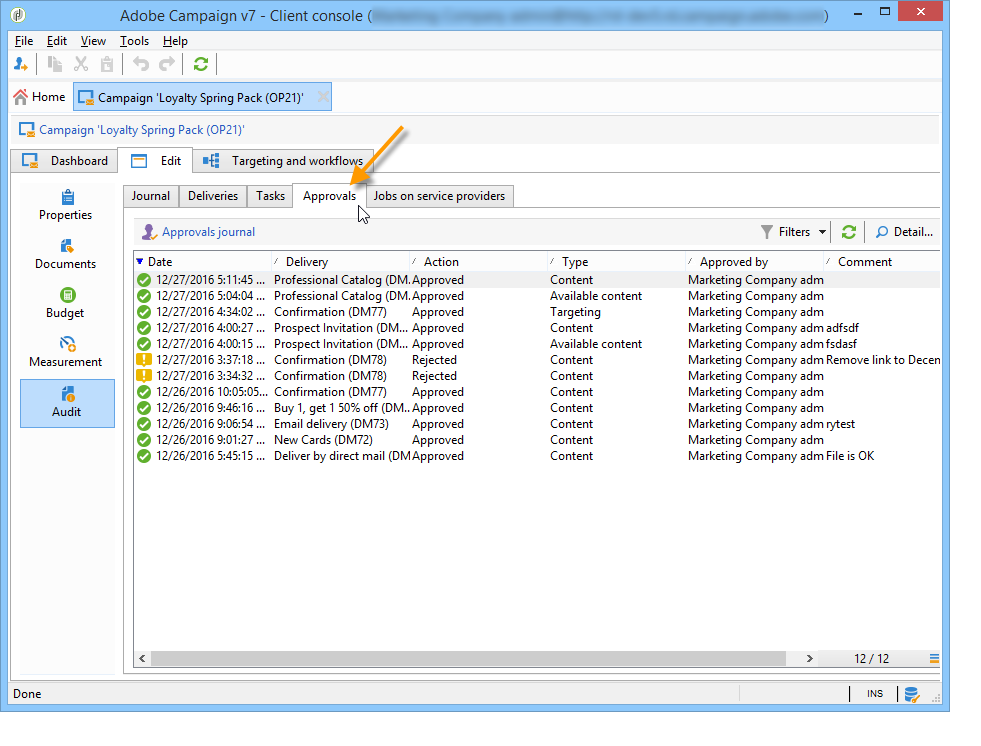 Adobe Campaign v7 - Client console (
File Edit View Tools Help
Home Campaign 'Loyalty Spring Pack (OP21)'
Campaign 'Loyalty Spring Pack (OP21)'
Dashboard Edit Targeting and workflows
Properties
Documents
Budget
Measurement
Audit
Journal Deliveries Tasks Approvals Jobs on service providers
Approvals journal Filters Detail...
Date Delivery Action Type Approved by Comment
12/27/2016 5:11:45 ... Professional Catalog (DM... Approved Content Marketing Company adm
12/27/2016 5:04:04 ... Professional Catalog (DM... Approved Available content Marketing Company adm
12/27/2016 4:34:02 ... Confirmation (DM77) Approved Targeting Marketing Company adm
12/27/2016 4:00:27 ... Prospect Invitation (DM... Approved Content Marketing Company adm adfsdf
12/27/2016 4:00:15 ... Prospect Invitation (DM... Approved Available content Marketing Company adm fsdasf
12/27/2016 3:37:18 ... Confirmation (DM78) Rejected Content Marketing Company adm Remove link to Decen
12/27/2016 3:34:32 ... Confirmation (DM78) Rejected Content Marketing Company adm
12/26/2016 10:05:05... Confirmation (DM77) Approved Content Marketing Company adm
12/26/2016 9:46:16 ... Buy 1, get 1 50% off (DM... Approved Content Marketing Company adm
12/26/2016 9:06:54 ... Email delivery (DM73) Approved Content Marketing Company adm rytest
12/26/2016 9:01:27 ... New Cards (DM72) Approved Content Marketing Company adm
12/26/2016 5:45:15 ... Deliver by direct mail (DM Approved Content Marketing Company adm File is OK
12 / 12
Done INS